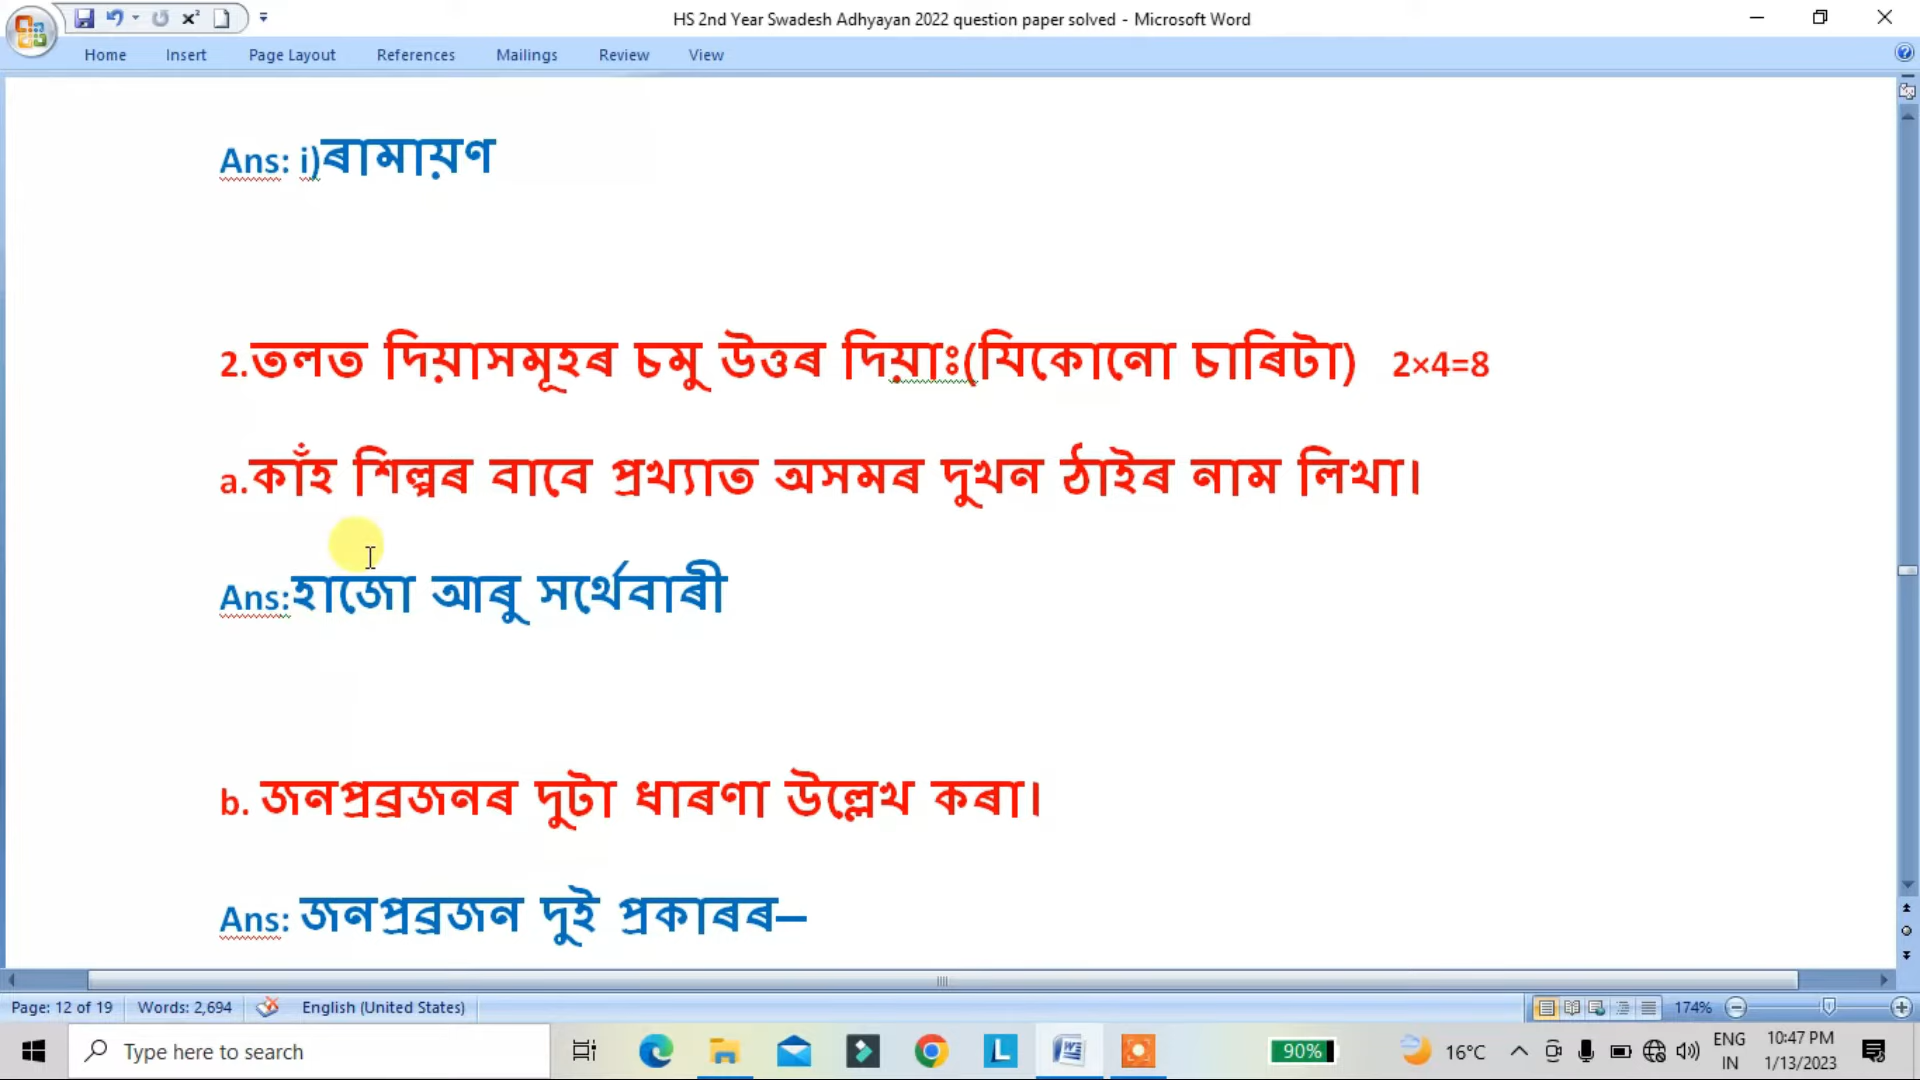 HS 2nd Year Swadesh Adhyayan 2022 question paper solved - Microsoft Word
Home Insert Page Layout References Mailings Review View
Ans: i)ৰামায়ণ
2.তলত দিয়াসমূহৰ চমু উত্তৰ দিয়াঃ(যিকোনো চাৰিটা) 2×4=8
a.কাঁহ শিল্পৰ বাবে প্ৰখ্যাত অসমৰ দুখন ঠাইৰ নাম লিখা।
Ans:হাজো আৰু সৰ্থেবাৰী
b. জনপ্ৰব্ৰজনৰ দুটা ধাৰণা উল্লেখ কৰা।
Ans: জনপ্ৰব্ৰজন দুই প্ৰকাৰৰ–
Page: 12 of 19 Words: 2,694 English (United States) 174%
Type here to search 90% 16°C ENG 10:47 PM
IN 1/13/2023